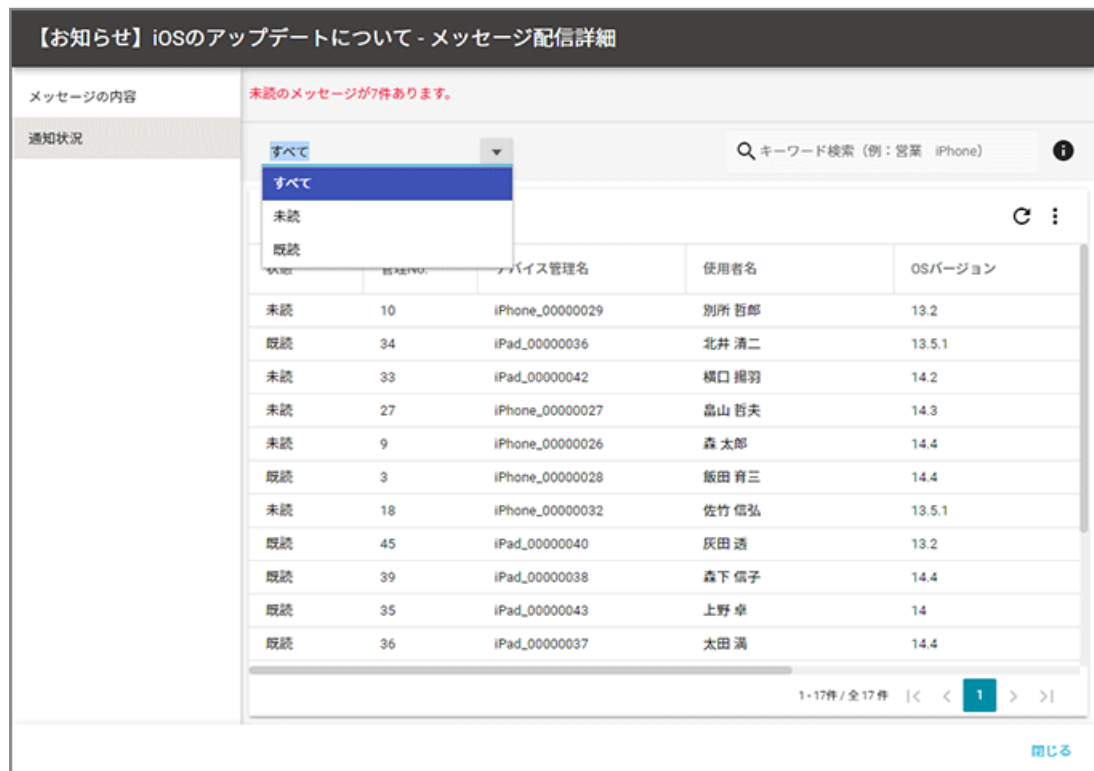 【お知らせ】iOSのアップデートについて - メッセージ配信詳細
メッセージの内容
通知状況
未読のメッセージが7件あります。
すべて
キーワード検索（例：営業　iPhone）
すべて
未読
既読
状態 管理No. デバイス管理名 使用者名 OSバージョン
未読 10 iPhone_00000029 別所 哲郎 13.2
既読 34 iPad_00000036 北井 清二 13.5.1
未読 33 iPad_00000042 横口 揚羽 14.2
未読 27 iPhone_00000027 畠山 哲夫 14.3
未読 9 iPhone_00000026 森 太郎 14.4
既読 3 iPhone_00000028 飯田 育三 14.4
未読 18 iPhone_00000032 佐竹 信弘 13.5.1
既読 45 iPad_00000040 灰田 透 13.2
既読 39 iPad_00000038 森下 信子 14.4
既読 35 iPad_00000043 上野 卓 14
既読 36 iPad_00000037 太田 満 14.4
1 - 17件 / 全 17 件 |< < 1 > >|
閉じる